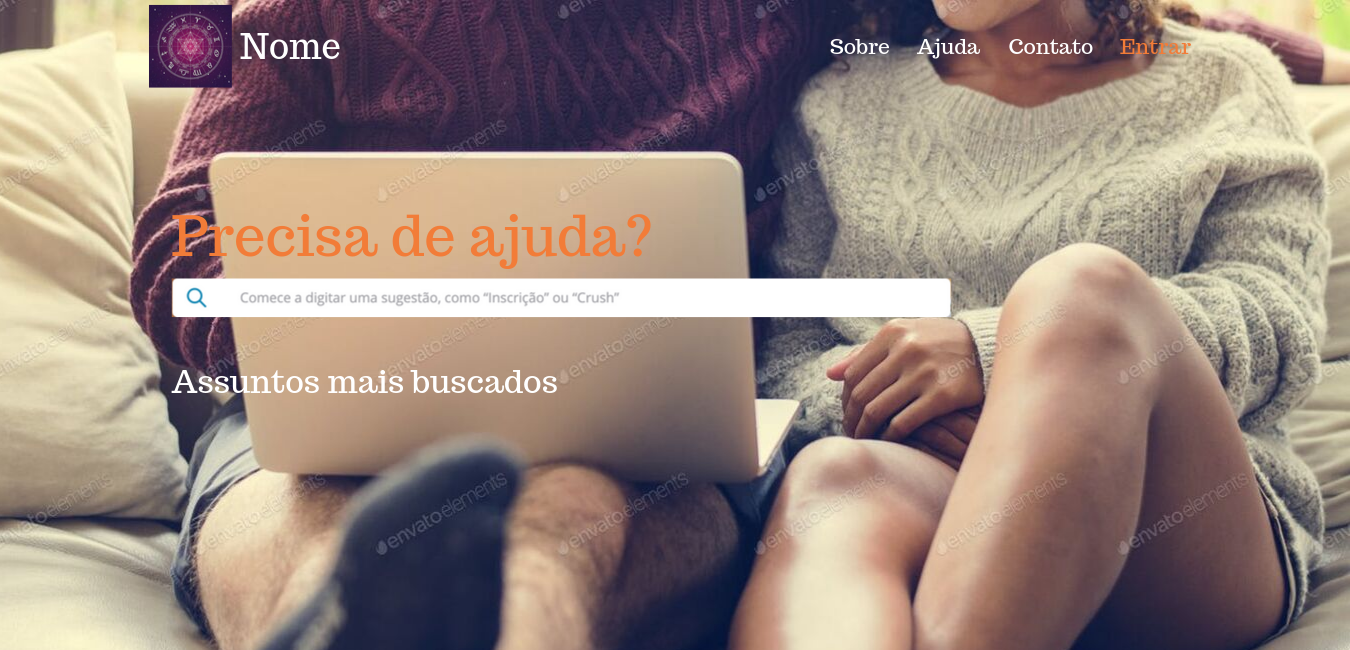 Nome
Sobre Ajuda Contato Entrar
Precisa de ajuda?
Comece a digitar uma sugestão, como “Inscrição” ou “Crush”
Assuntos mais buscados
envatoelements